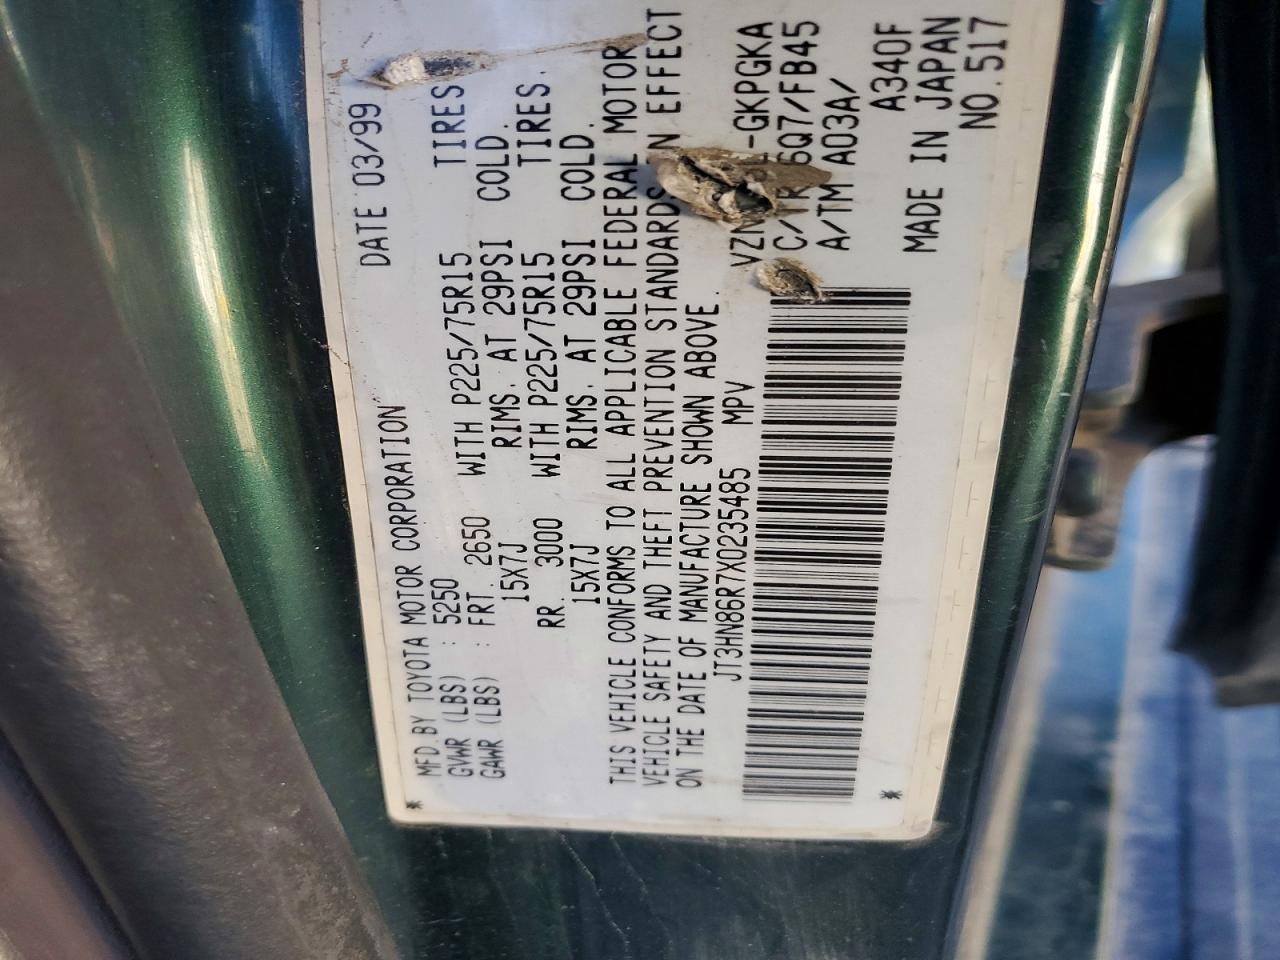 MFD BY TOYOTA MOTOR CORPORATION DATE 03/99
GVWR (LBS) : 5250
GAWR (LBS) : FRT. 2650 WITH P225/75R15 TIRES
15X7J RIMS. AT 29PSI COLD.
RR. 3000 WITH P225/75R15 TIRES.
15X7J RIMS. AT 29PSI COLD.
THIS VEHICLE CONFORMS TO ALL APPLICABLE FEDERAL MOTOR
VEHICLE SAFETY AND THEFT PREVENTION STANDARDS IN EFFECT
ON THE DATE OF MANUFACTURE SHOWN ABOVE.
JT3HN86R7X0235485 MPV
-GKPGKA
6Q7/FB45
A/TM A03A/ A340F
MADE IN JAPAN
NO.517